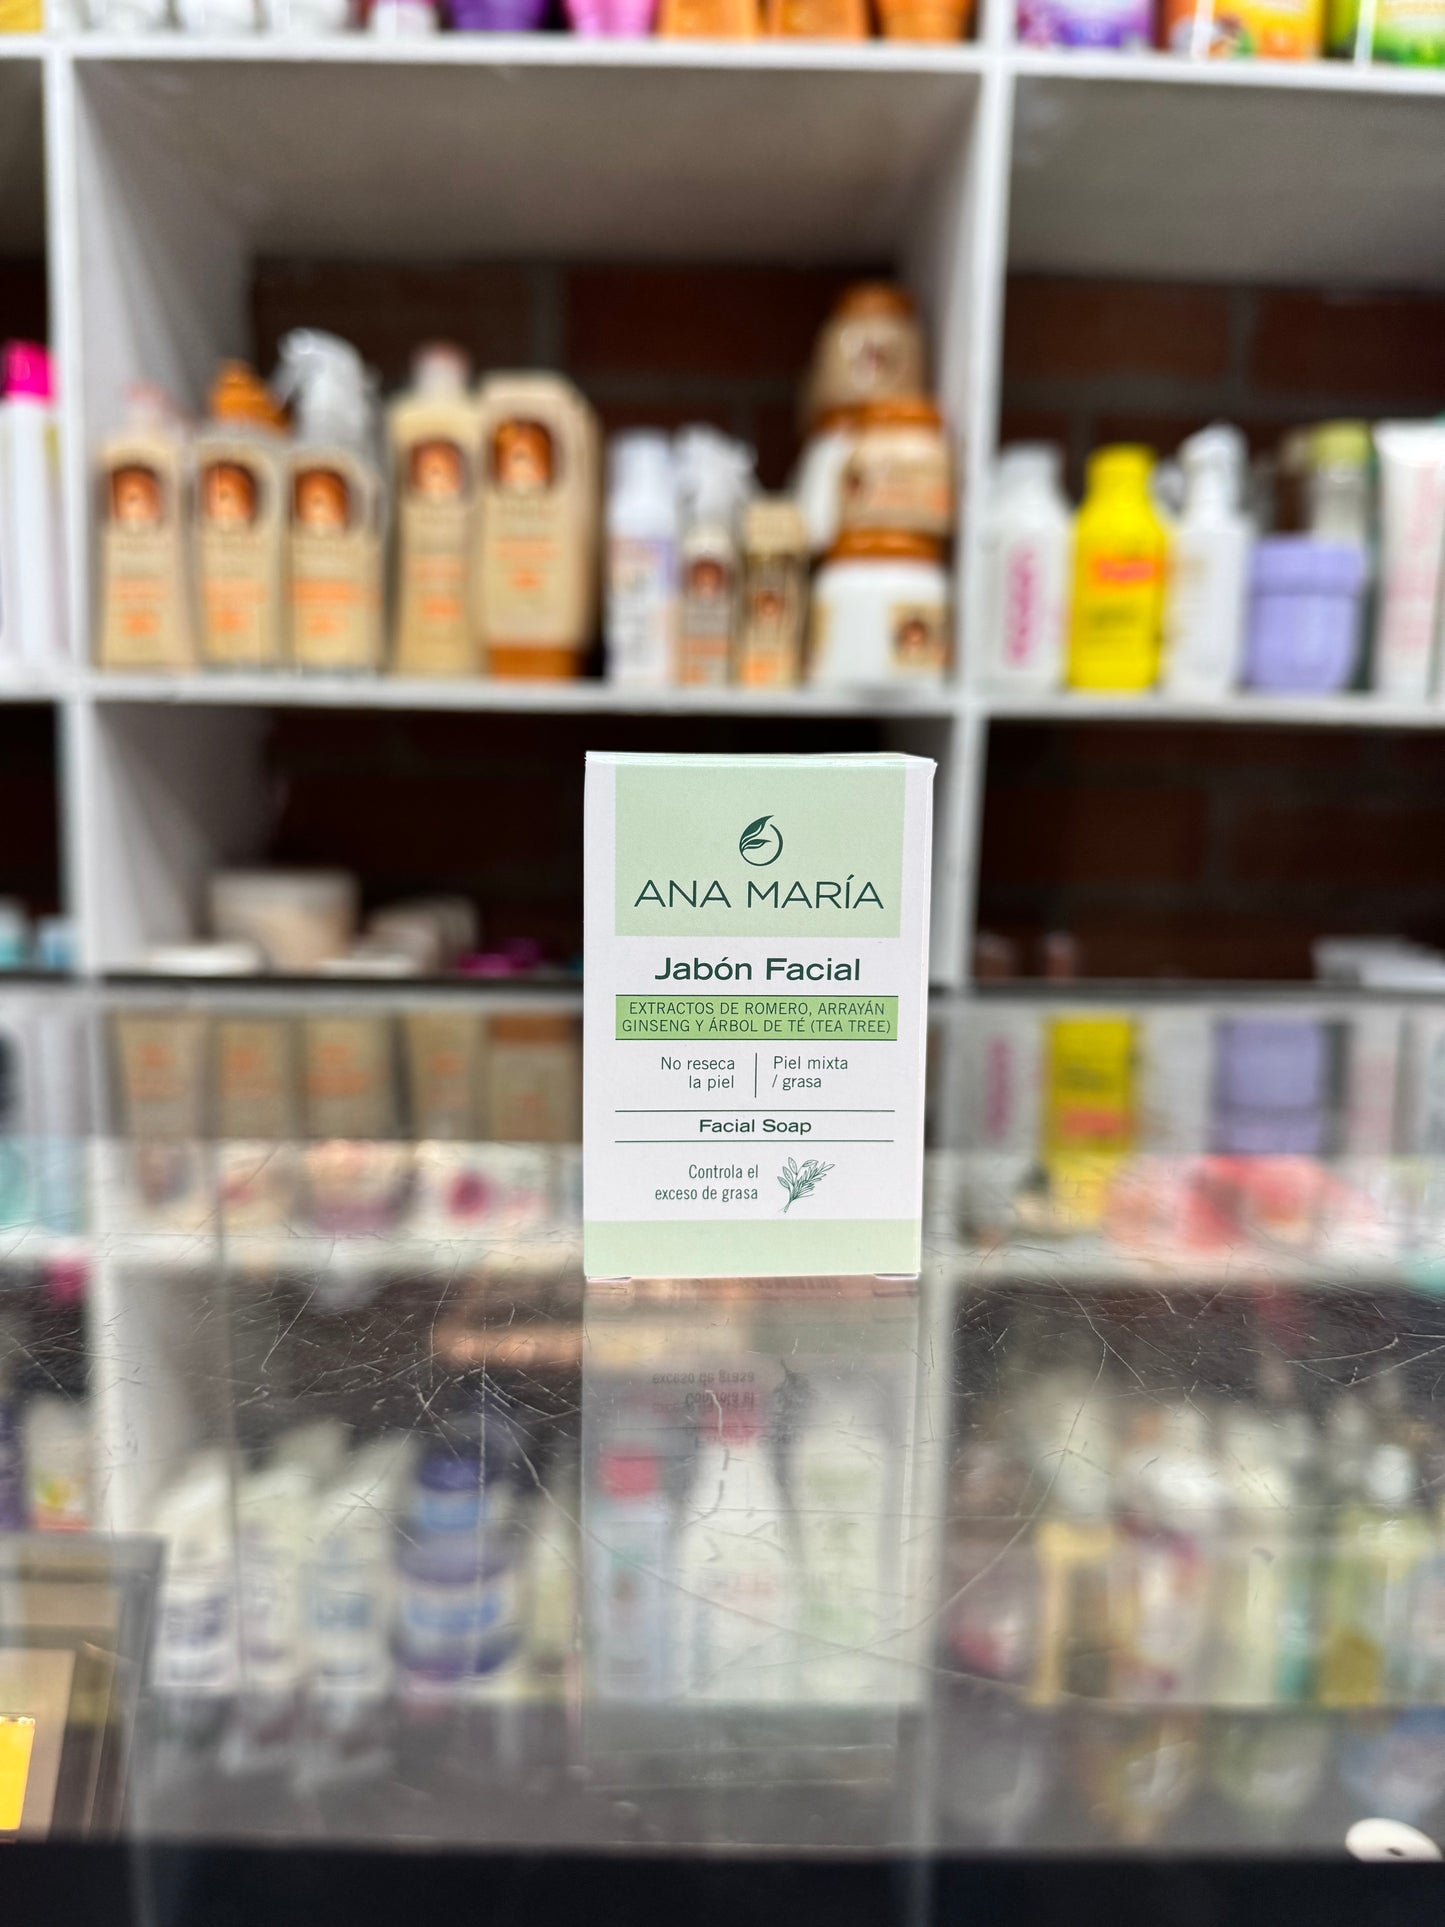 ANA MARÍA
Jabón Facial
EXTRACTOS DE ROMERO, ARRAYÁN
GINSENG Y ÁRBOL DE TÉ (TEA TREE)
No reseca
la piel
Piel mixta
/ grasa
Facial Soap
Controla el
exceso de grasa